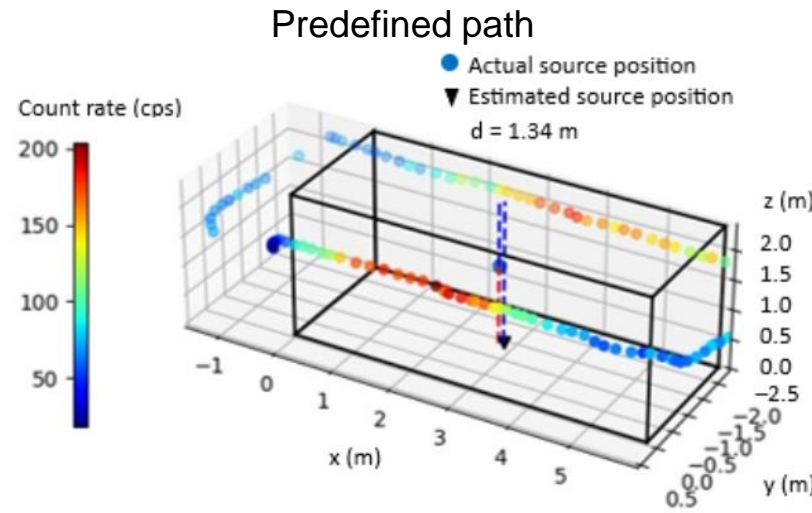 Predefined path
Actual source position
Estimated source position
d = 1.34 m
Count rate (cps)
200
150
100
50
z (m)
2.0
1.5
1.0
0.5
0.0
−1
0
1
2
3
4
5
x (m)
−2.5
−2.0
−1.5
−1.0
−0.5
0.0
0.5
y (m)